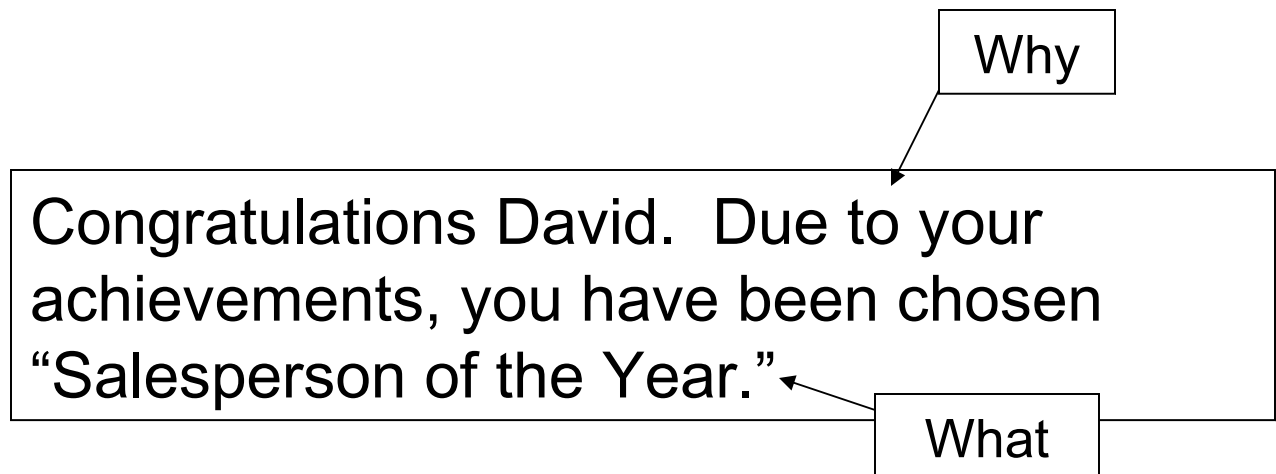 Why
Congratulations David.  Due to your
achievements, you have been chosen
“Salesperson of the Year.”
What